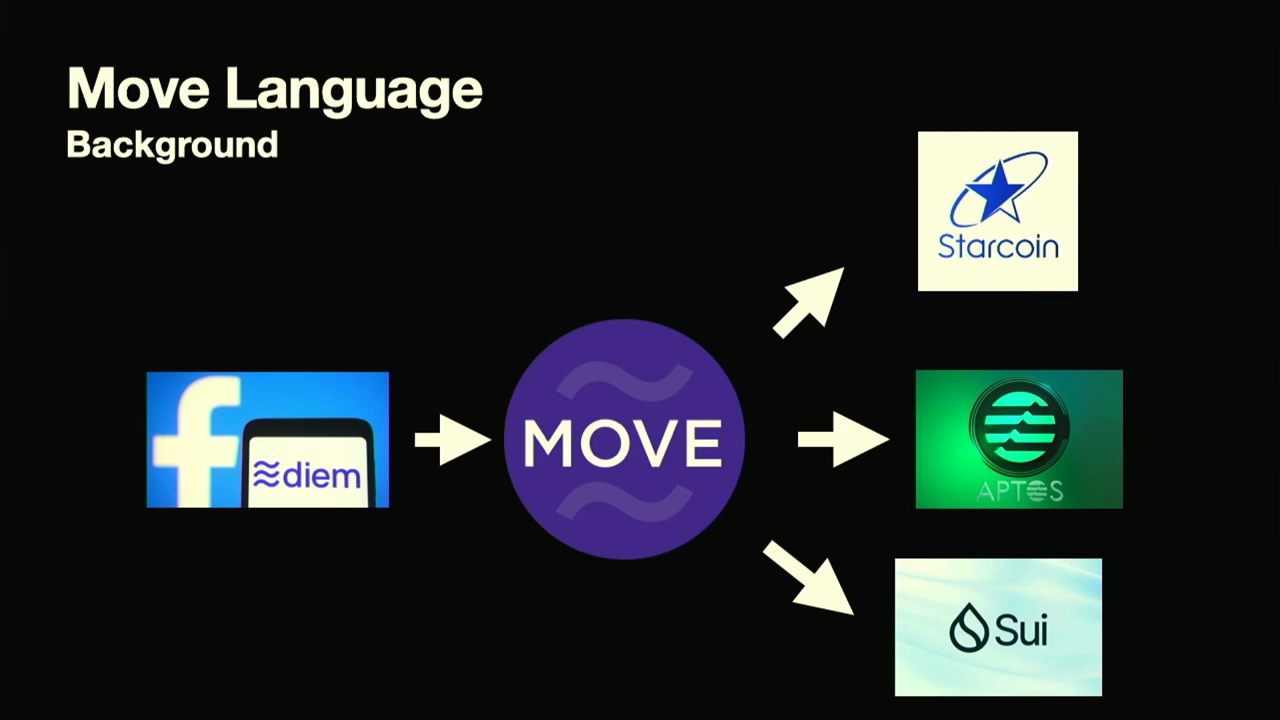 Move Language
Background
Starcoin
f
diem
MOVE
APTOS
Sui